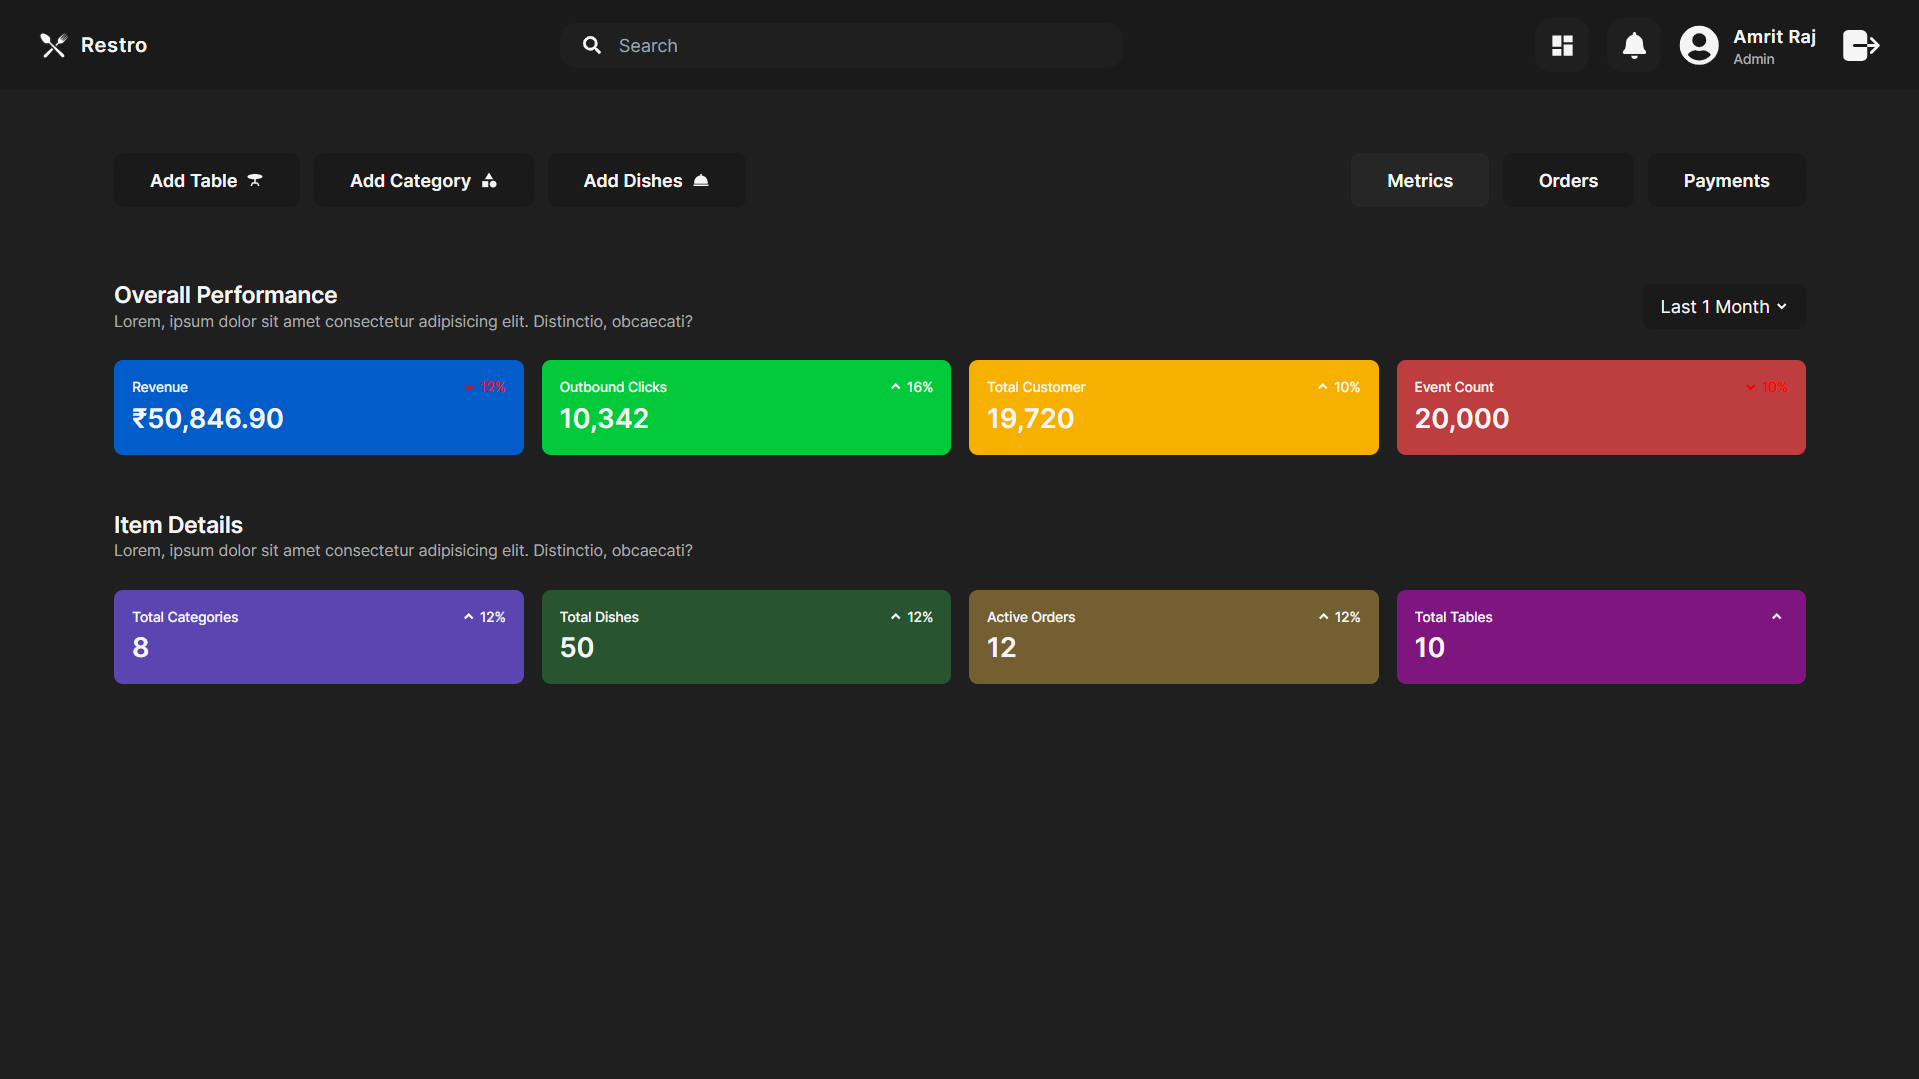 Restro
Search
Amrit Raj
Admin
Add Table
Add Category
Add Dishes
Metrics
Orders
Payments
Overall Performance
Lorem, ipsum dolor sit amet consectetur adipisicing elit. Distinctio, obcaecati?
Last 1 Month
Revenue
12%
₹50,846.90
Outbound Clicks
16%
10,342
Total Customer
10%
19,720
Event Count
10%
20,000
Item Details
Lorem, ipsum dolor sit amet consectetur adipisicing elit. Distinctio, obcaecati?
Total Categories
12%
8
Total Dishes
12%
50
Active Orders
12%
12
Total Tables
10